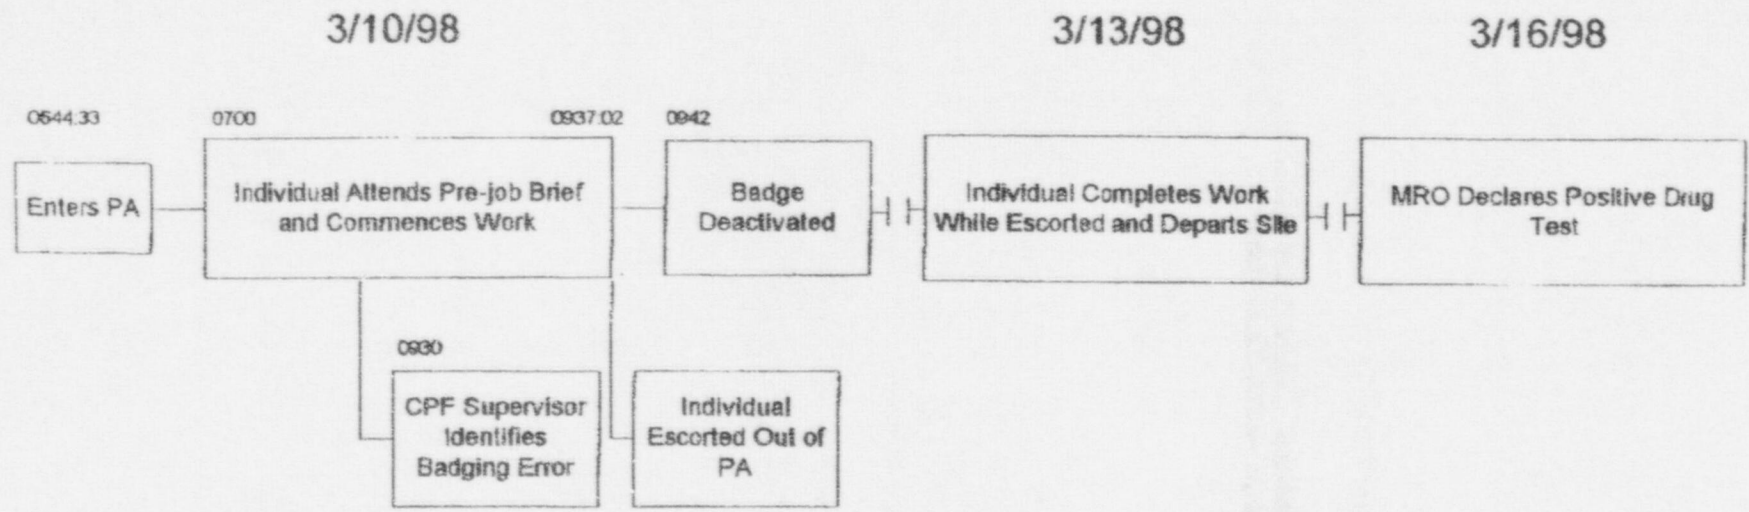 3/10/98
3/13/98
3/16/98
0644:33
0700
0937:02
0942
Enters PA
Individual Attends Pre-job Brief
and Commences Work
Badge
Deactivated
Individual Completes Work
While Escorted and Departs Site
MRO Declares Positive Drug
Test
0930
CPF Supervisor
Identifies
Badging Error
Individual
Escorted Out of
PA